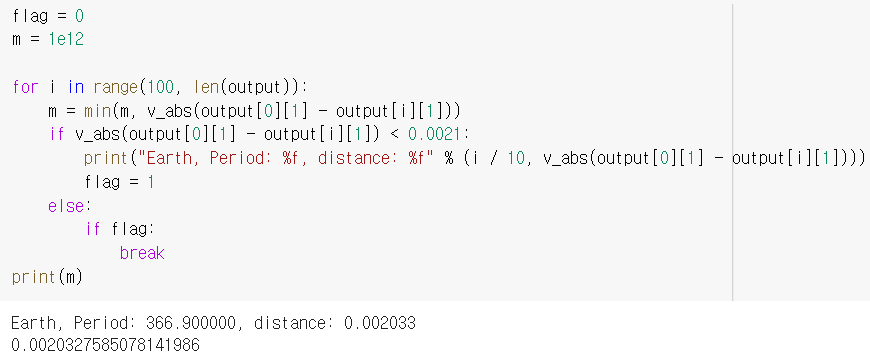 flag = 0
m = 1e12
for i in range(100, len(output)):
    m = min(m, v_abs(output[0][1] - output[i][1]))
    if v_abs(output[0][1] - output[i][1]) < 0.0021:
        print("Earth, Period: %f, distance: %f" % (i / 10, v_abs(output[0][1] - output[i][1])))
        flag = 1
    else:
        if flag:
            break
print(m)
Earth, Period: 366.900000, distance: 0.002033
0.0020327585078141986